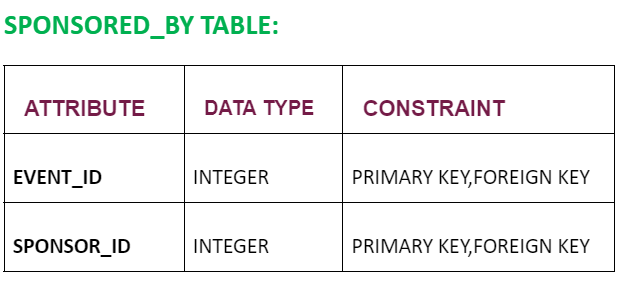 SPONSORED_BY TABLE:
ATTRIBUTE DATA TYPE CONSTRAINT
EVENT_ID INTEGER PRIMARY KEY,FOREIGN KEY
SPONSOR_ID INTEGER PRIMARY KEY,FOREIGN KEY